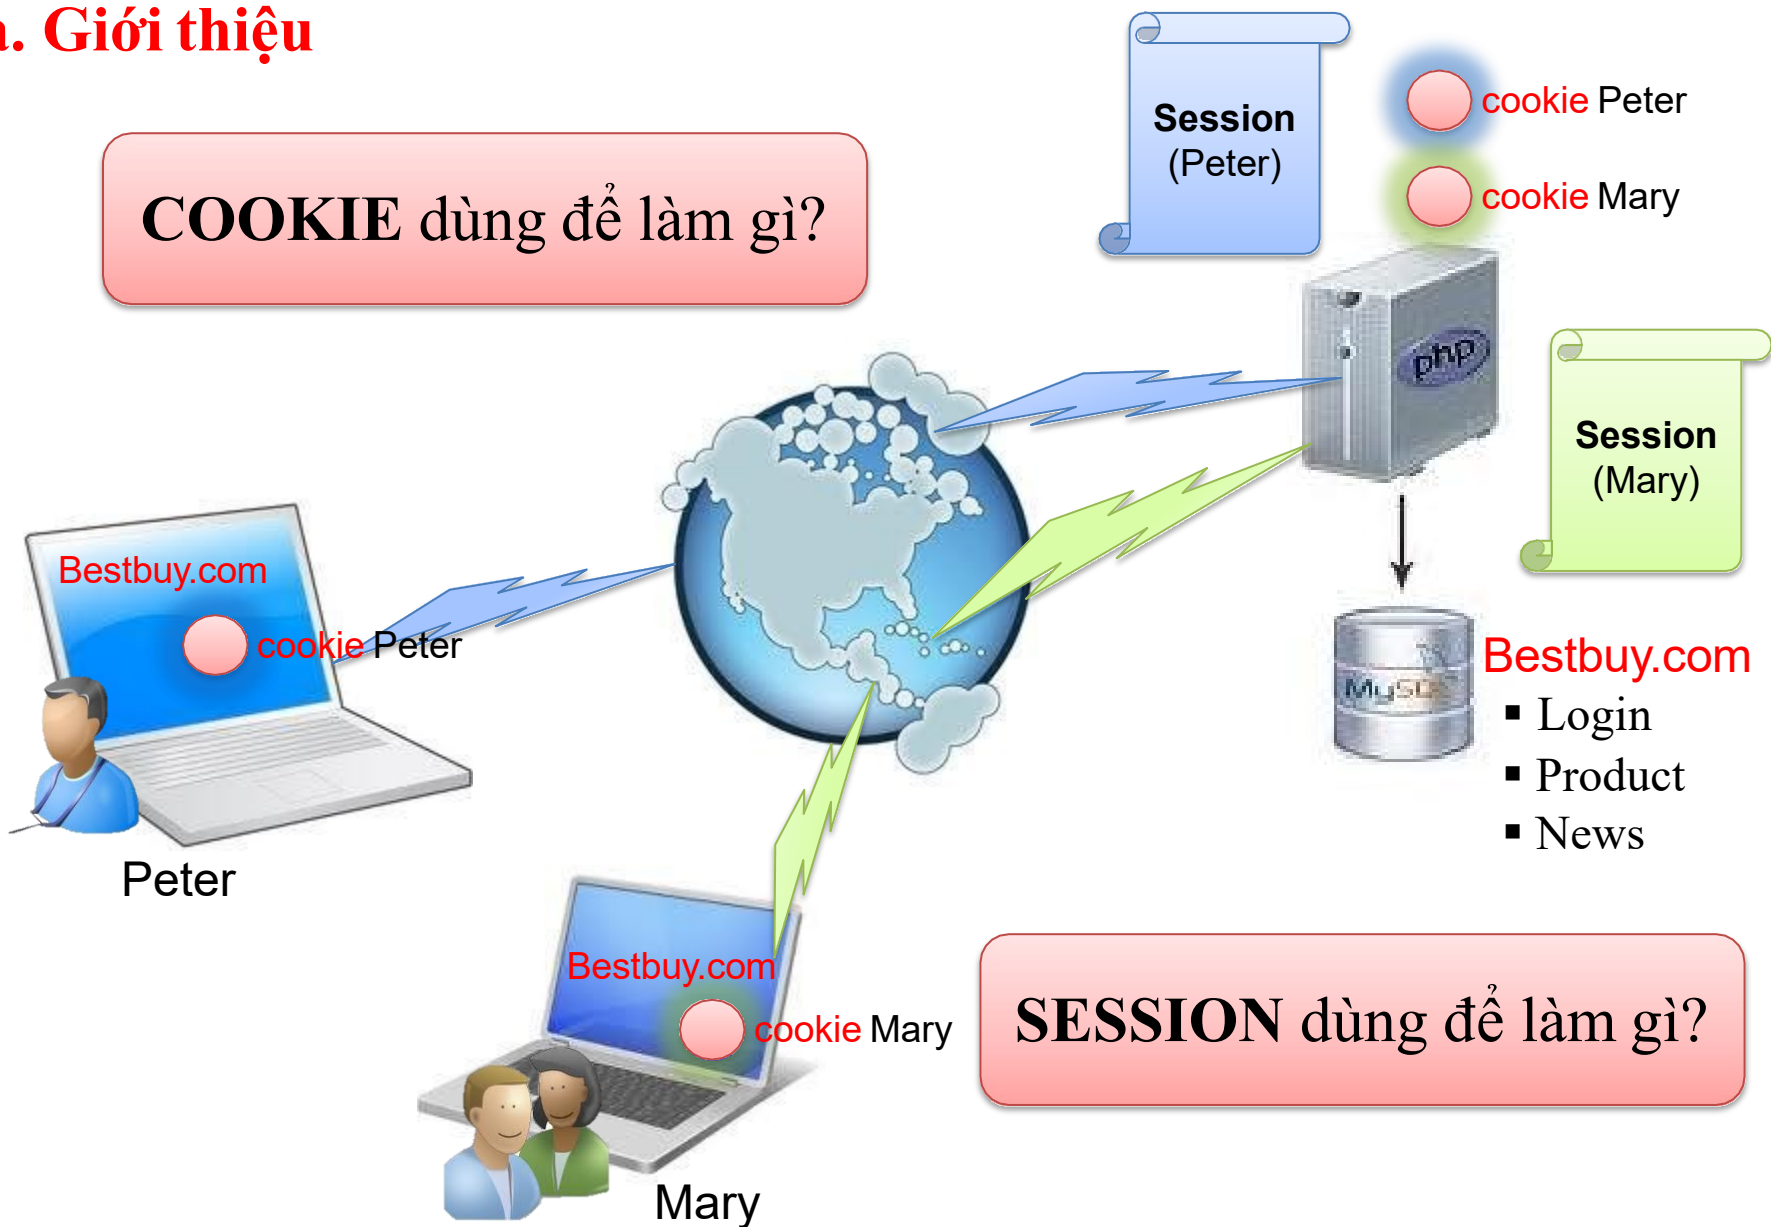 a. Giới thiệu
COOKIE dùng để làm gì?
Session
(Peter)
cookie Peter
cookie Mary
php
Session
(Mary)
Bestbuy.com
cookie Peter
Peter
MySQL
Bestbuy.com
▪ Login
▪ Product
▪ News
Bestbuy.com
cookie Mary
Mary
SESSION dùng để làm gì?